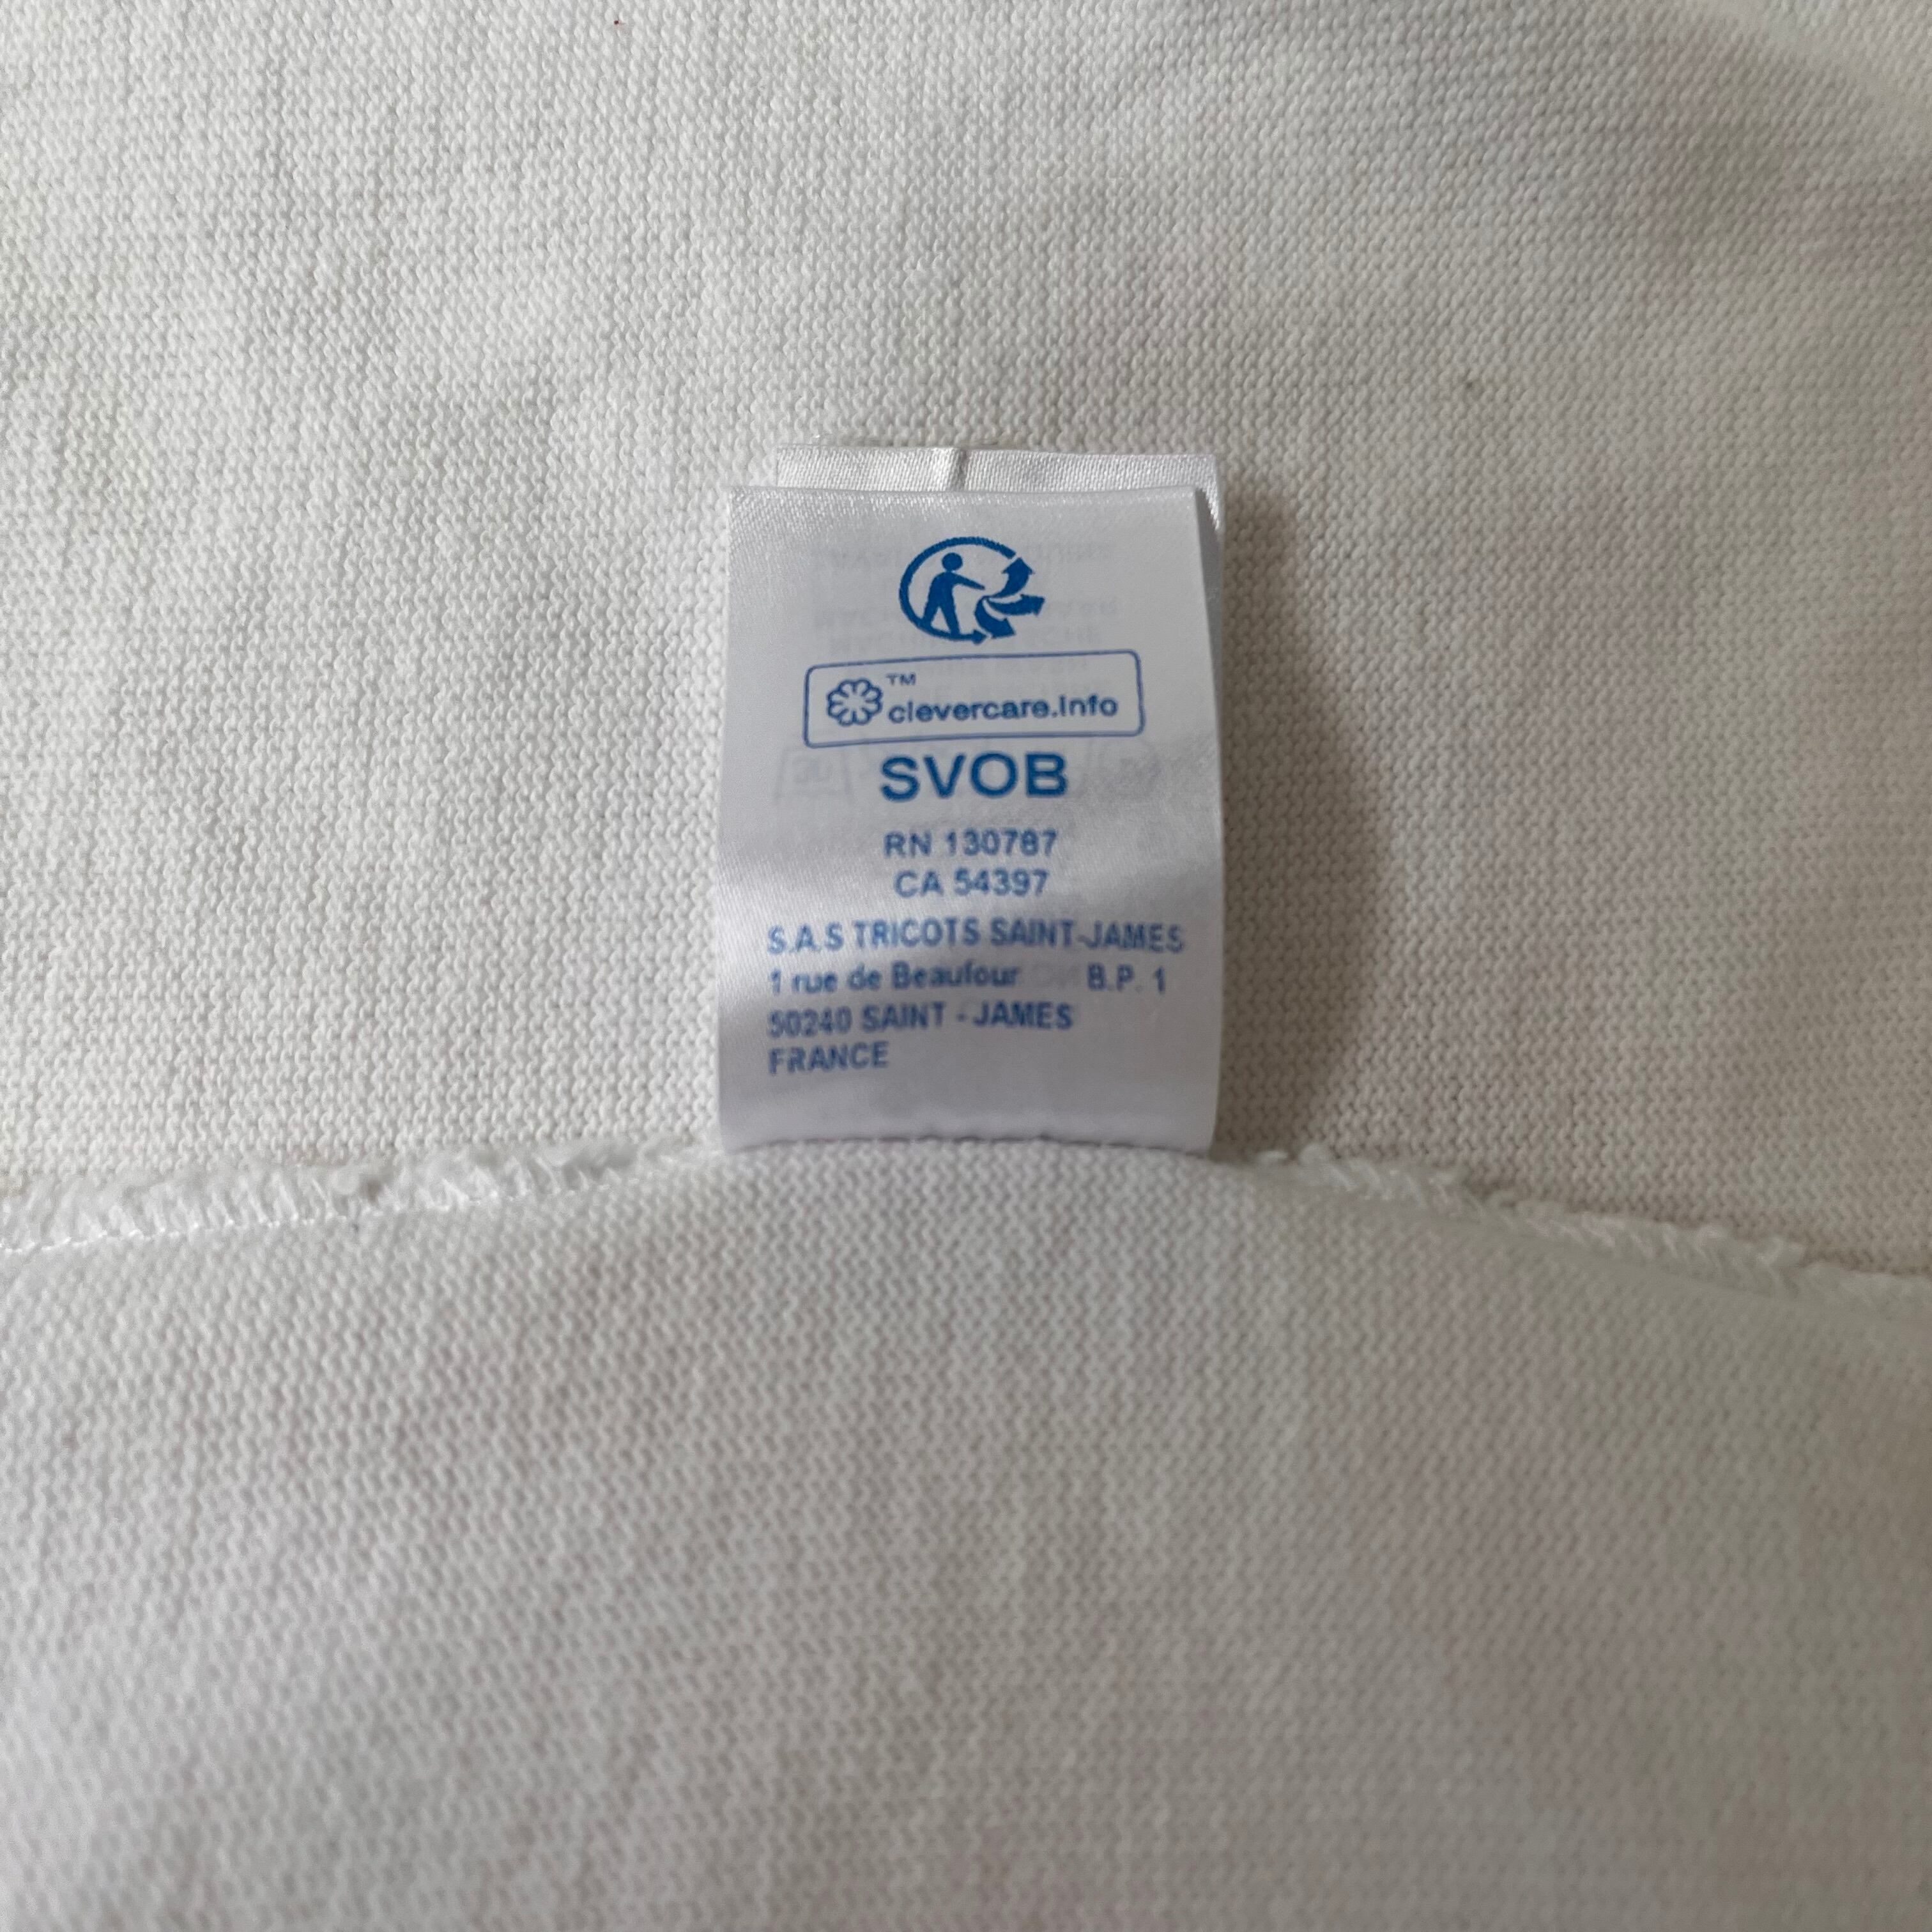 TM
clevercare.info
SVOB
RN 130787
CA 54397
S.A.S TRICOTS SAINT-JAMES
1 rue de Beaufour B.P. 1
50240 SAINT - JAMES
FRANCE